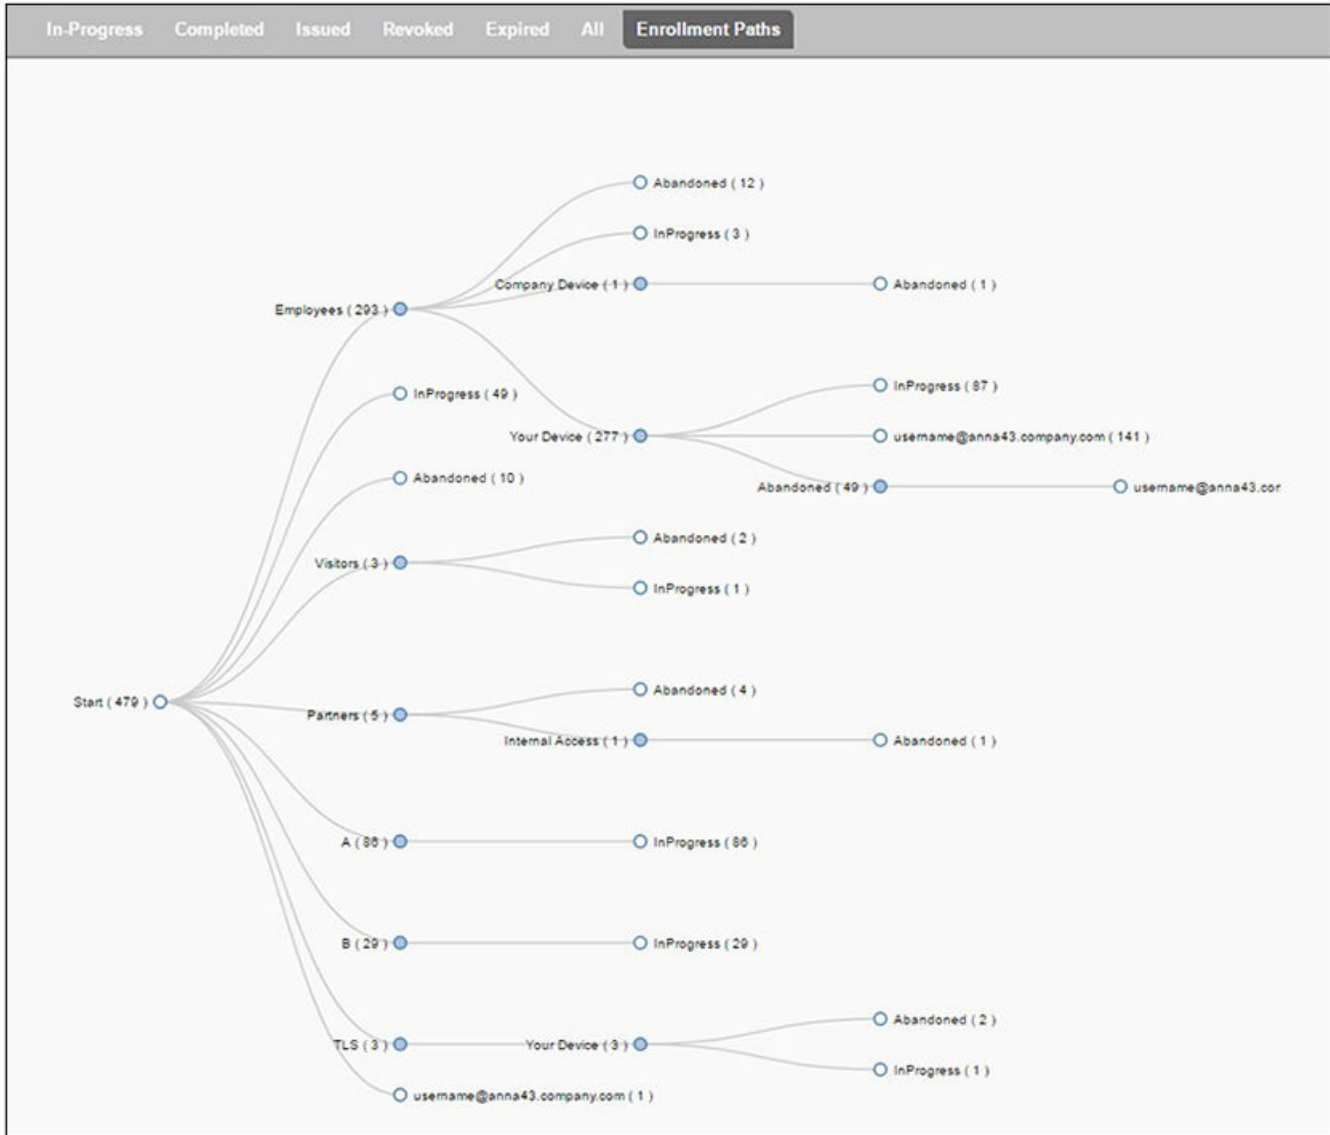 In-Progress Completed Issued Revoked Expired All Enrollment Paths
Abandoned ( 12 )
InProgress ( 3 )
Company Device ( 1 ) Abandoned ( 1 )
Employees ( 293 )
InProgress ( 87 )
InProgress ( 49 )
Your Device ( 277 ) username@anna43.company.com ( 141 )
Abandoned ( 10 )
Abandoned ( 49 ) username@anna43.cor
Abandoned ( 2 )
Visitors ( 3 )
InProgress ( 1 )
Abandoned ( 4 )
Start ( 479 )
Partners ( 5 )
Internal Access ( 1 ) Abandoned ( 1 )
A ( 86 ) InProgress ( 86 )
B ( 29 ) InProgress ( 29 )
Abandoned ( 2 )
TLS ( 3 ) Your Device ( 3 )
InProgress ( 1 )
username@anna43.company.com ( 1 )